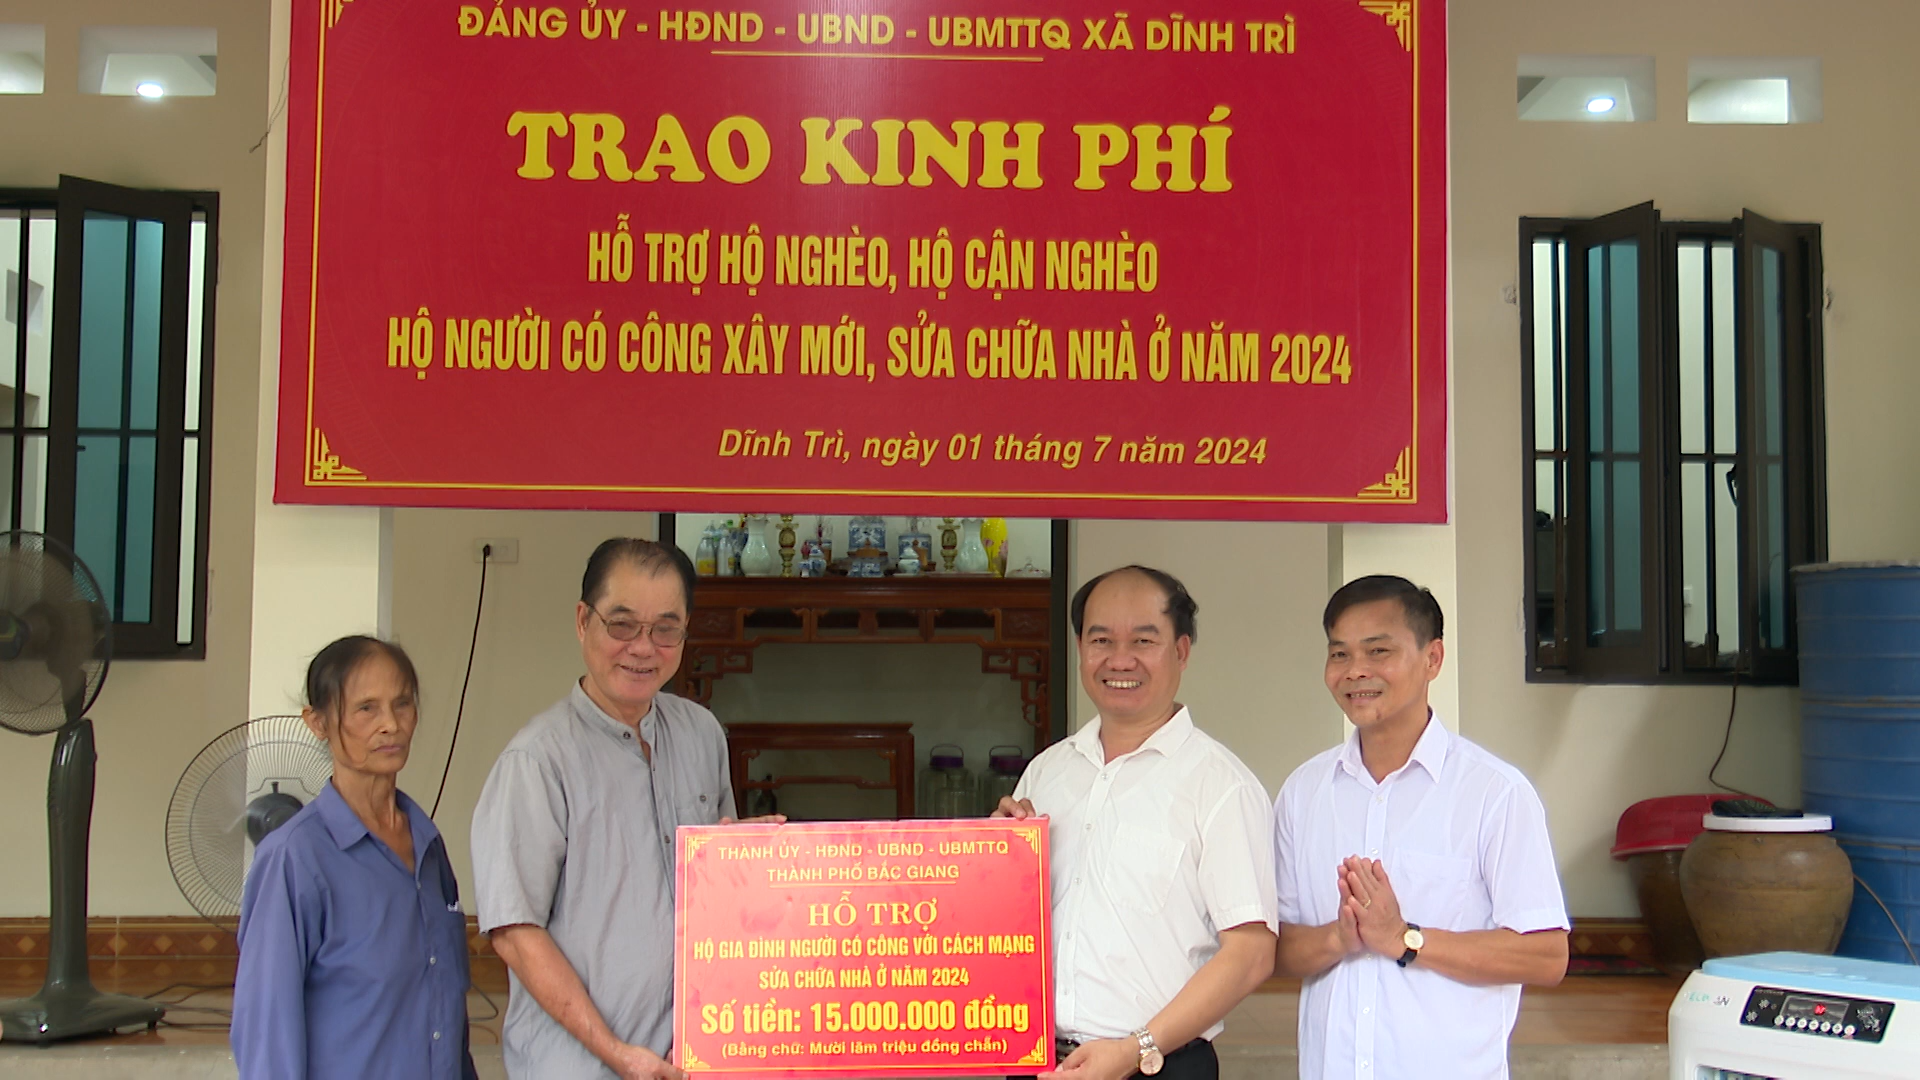 ĐẢNG ỦY - HĐND - UBND - UBMTTQ XÃ DĨNH TRÌ
TRAO KINH PHÍ
HỖ TRỢ HỘ NGHÈO, HỘ CẬN NGHÈO
HỘ NGƯỜI CÓ CÔNG XÂY MỚI, SỬA CHỮA NHÀ Ở NĂM 2024
Dĩnh Trì, ngày 01 tháng 7 năm 2024
THÀNH ỦY - HĐND - UBND - UBMTTQ
THÀNH PHỐ BẮC GIANG
HỖ TRỢ
HỘ GIA ĐÌNH NGƯỜI CÓ CÔNG VỚI CÁCH MẠNG
SỬA CHỮA NHÀ Ở NĂM 2024
Số tiền: 15.000.000 đồng
(Bằng chữ: Mười lăm triệu đồng chẵn)